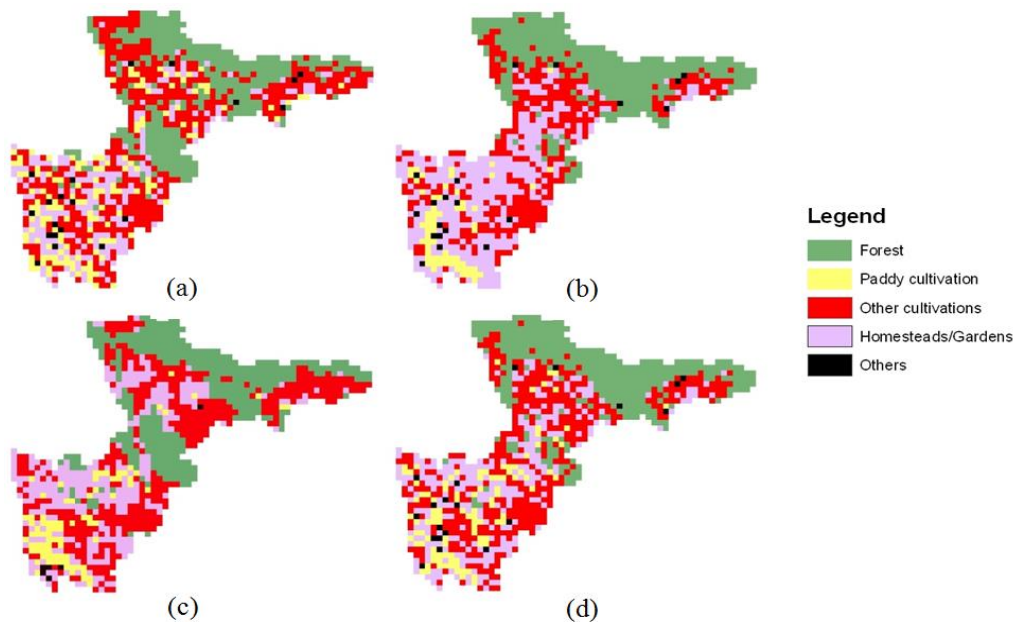 (a)
(b)
Legend
Forest
Paddy cultivation
Other cultivations
Homesteads/Gardens
Others
(c)
(d)